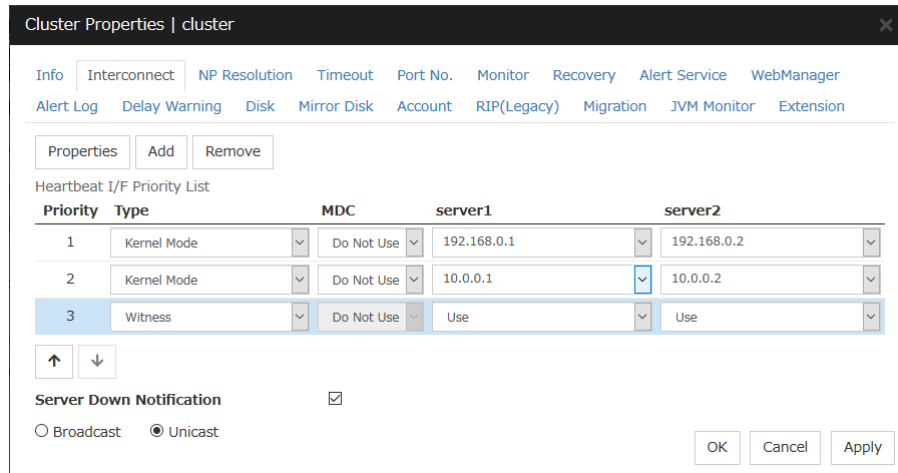 Cluster Properties | cluster
Info Interconnect NP Resolution Timeout Port No. Monitor Recovery Alert Service WebManager
Alert Log Delay Warning Disk Mirror Disk Account RIP(Legacy) Migration JVM Monitor Extension
Properties Add Remove
Heartbeat I/F Priority List
Priority Type MDC server1 server2
1 Kernel Mode Do Not Use 192.168.0.1 192.168.0.2
2 Kernel Mode Do Not Use 10.0.0.1 10.0.0.2
3 Witness Do Not Use Use Use
Server Down Notification
Broadcast Unicast
OK Cancel Apply